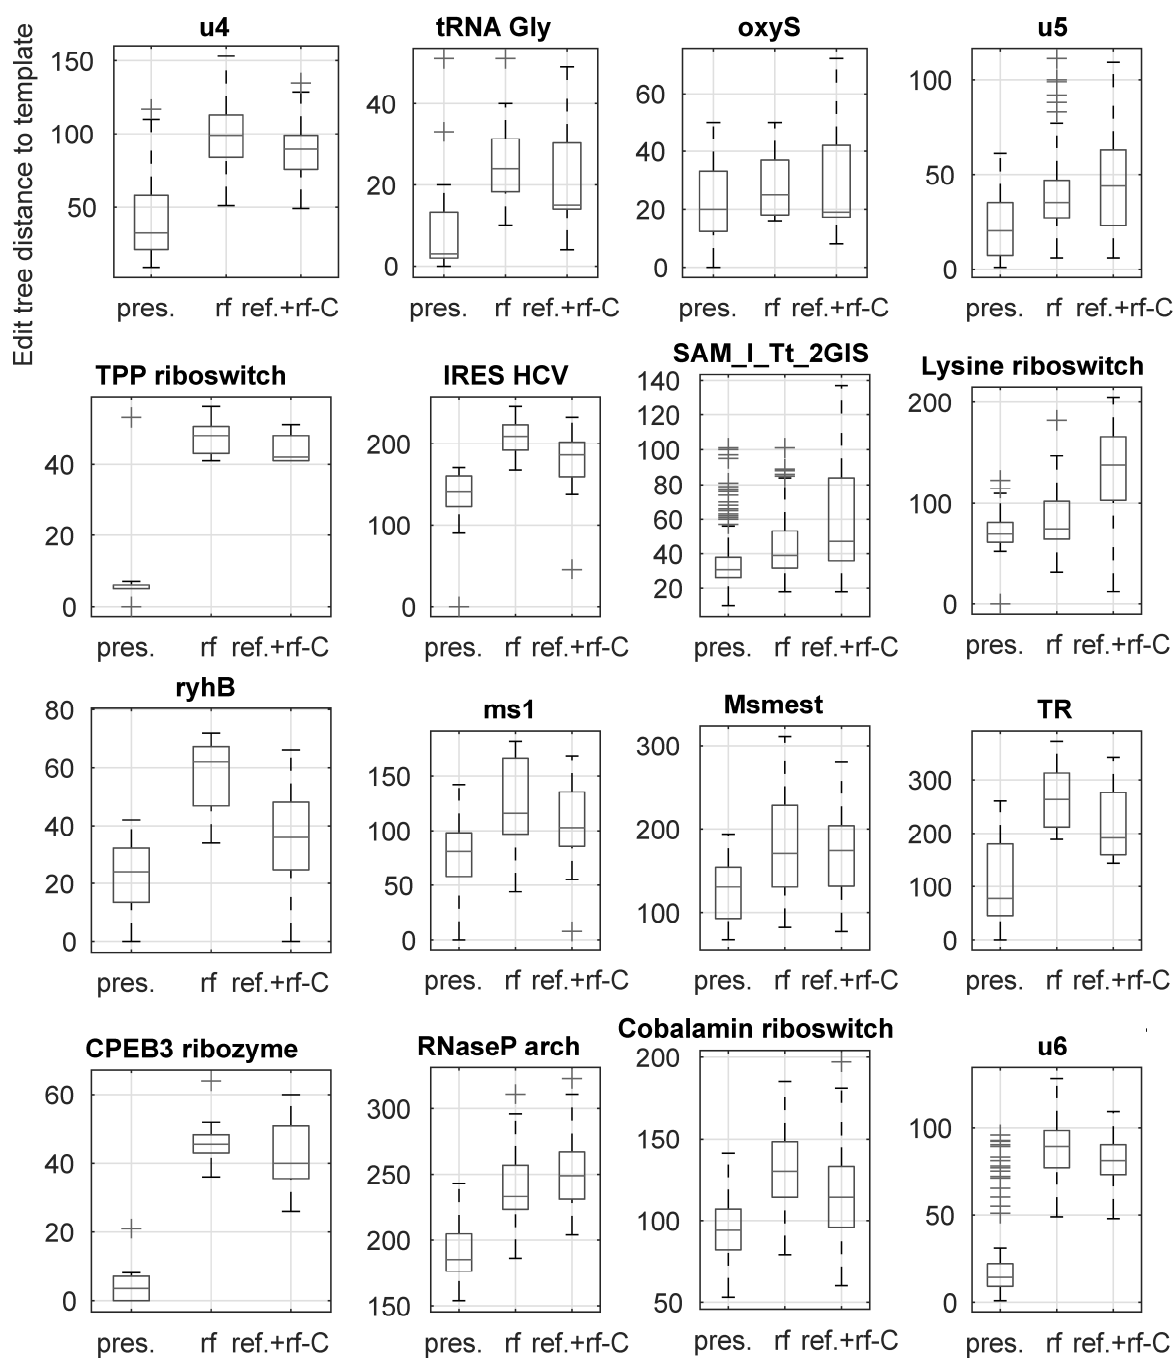 Edit tree distance to template
u4
150
100
50
pres. rf ref.+rf-C
tRNA Gly
40
20
0
pres. rf ref.+rf-C
oxyS
60
40
20
0
pres. rf ref.+rf-C
u5
100
50
0
pres. rf ref.+rf-C
TPP riboswitch
40
20
0
pres. rf ref.+rf-C
IRES HCV
200
100
0
pres. rf ref.+rf-C
SAM_I_Tt_2GIS
140
120
100
80
60
40
20
pres. rf ref.+rf-C
Lysine riboswitch
200
100
0
pres. rf ref.+rf-C
ryhB
80
60
40
20
0
pres. rf ref.+rf-C
ms1
150
100
50
0
pres. rf ref.+rf-C
Msmest
300
200
100
pres. rf ref.+rf-C
TR
300
200
100
0
pres. rf ref.+rf-C
CPEB3 ribozyme
60
40
20
0
pres. rf ref.+rf-C
RNaseP arch
300
250
200
150
pres. rf ref.+rf-C
Cobalamin riboswitch
200
150
100
50
pres. rf ref.+rf-C
u6
100
50
0
pres. rf ref.+rf-C